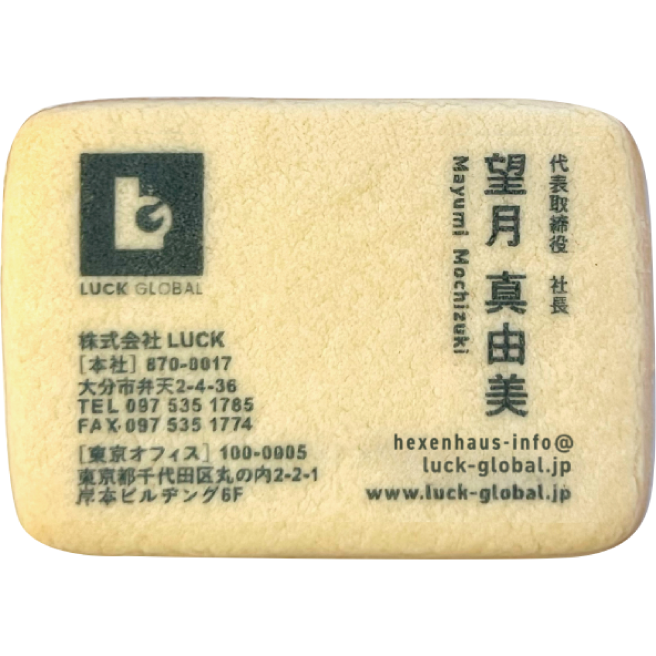 LUCK GLOBAL
株式会社 LUCK
[本社] 870-0017
大分市弁天2-4-36
TEL 097 535 1785
FAX 097 535 1774
[東京オフィス] 100-0005
東京都千代田区丸の内2-2-1
岸本ビルヂング6F
代表取締役 社長
望月 真由美
Mayumi Mochizuki
hexenhaus-info@
luck-global.jp
www.luck-global.jp